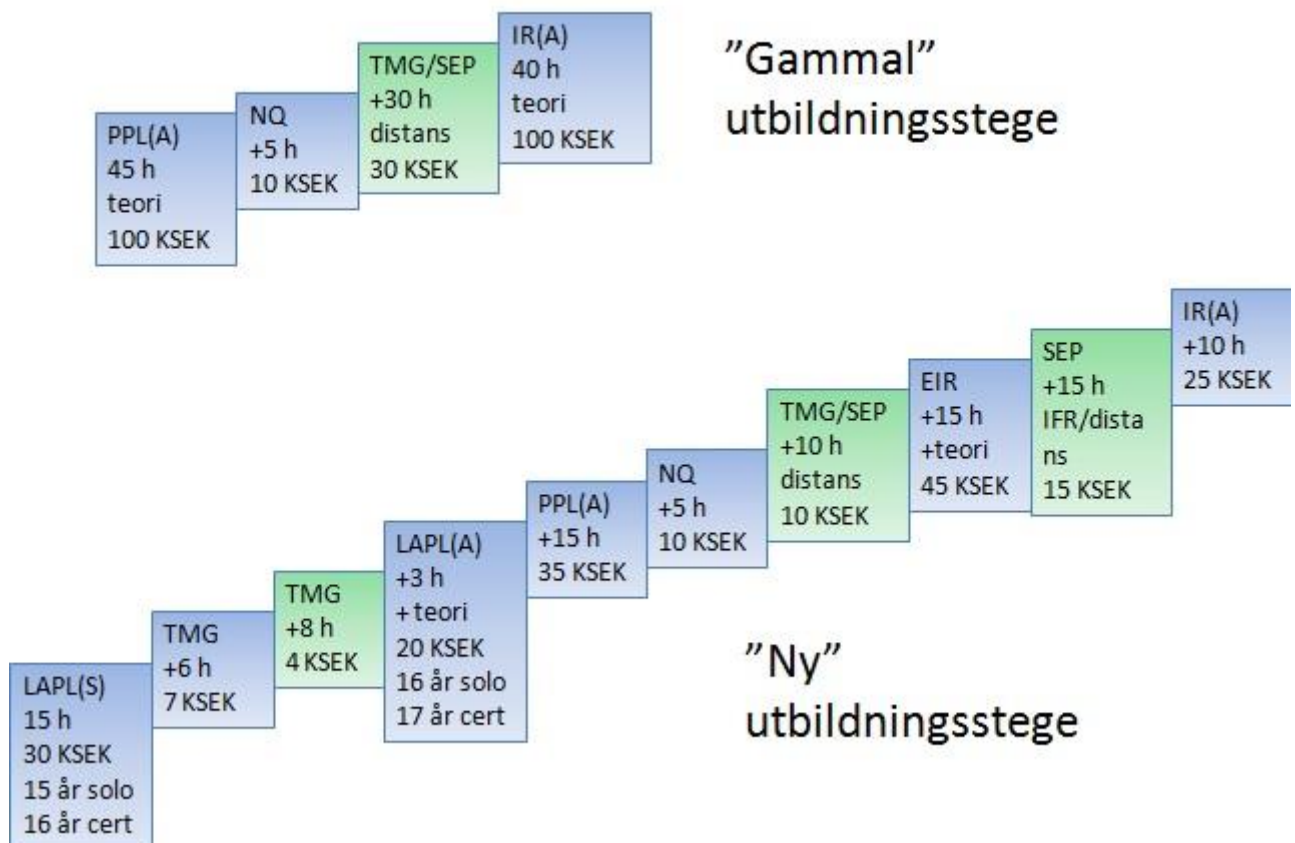 "Gammal"
utbildningsstege
PPL(A)
45 h
teori
100 KSEK
NQ
+5 h
10 KSEK
TMG/SEP
+30 h
distans
30 KSEK
IR(A)
40 h
teori
100 KSEK
"Ny"
utbildningsstege
LAPL(S)
15 h
30 KSEK
15 år solo
16 år cert
TMG
+6 h
7 KSEK
TMG
+8 h
4 KSEK
LAPL(A)
+3 h
+ teori
20 KSEK
16 år solo
17 år cert
PPL(A)
+15 h
35 KSEK
NQ
+5 h
10 KSEK
TMG/SEP
+10 h
distans
10 KSEK
EIR
+15 h
+teori
45 KSEK
SEP
+15 h
IFR/dista
ns
15 KSEK
IR(A)
+10 h
25 KSEK